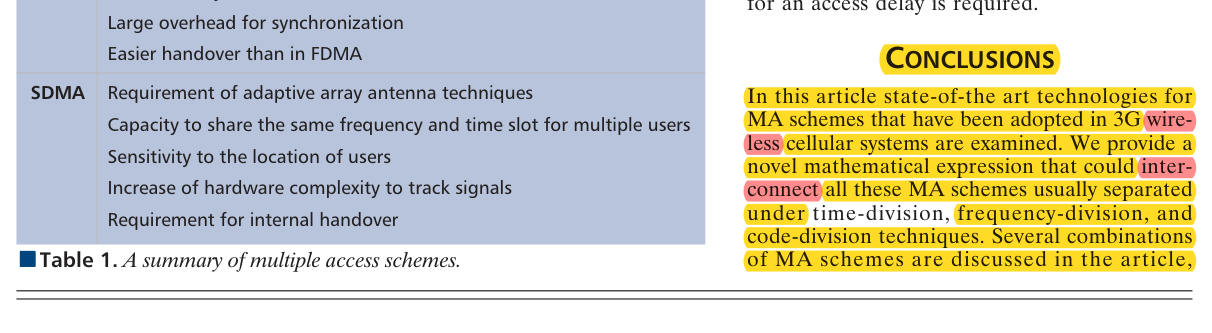 Large overhead for synchronization
Easier handover than in FDMA
SDMA
Requirement of adaptive array antenna techniques
Capacity to share the same frequency and time slot for multiple users
Sensitivity to the location of users
Increase of hardware complexity to track signals
Requirement for internal handover
Table 1. A summary of multiple access schemes.
for an access delay is required.
CONCLUSIONS
In this article state-of-the art technologies for
MA schemes that have been adopted in 3G wire-
less cellular systems are examined. We provide a
novel mathematical expression that could inter-
connect all these MA schemes usually separated
under time-division, frequency-division, and
code-division techniques. Several combinations
of MA schemes are discussed in the article,